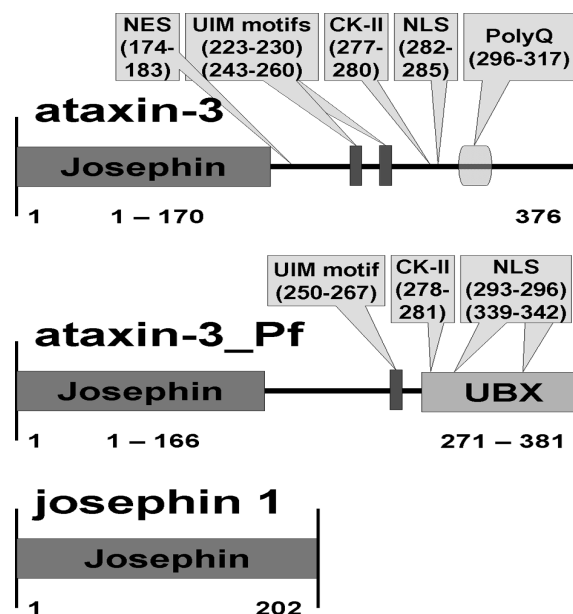 NES
(174-
183)
UIM motifs
(223-230)
(243-260)
CK-II
(277-
280)
NLS
(282-
285)
PolyQ
(296-317)
ataxin-3
Josephin
1 1 – 170 376
UIM motif
(250-267)
CK-II
(278-
281)
NLS
(293-296)
(339-342)
ataxin-3_Pf
Josephin UBX
1 1 – 166 271 – 381
josephin 1
Josephin
1 202